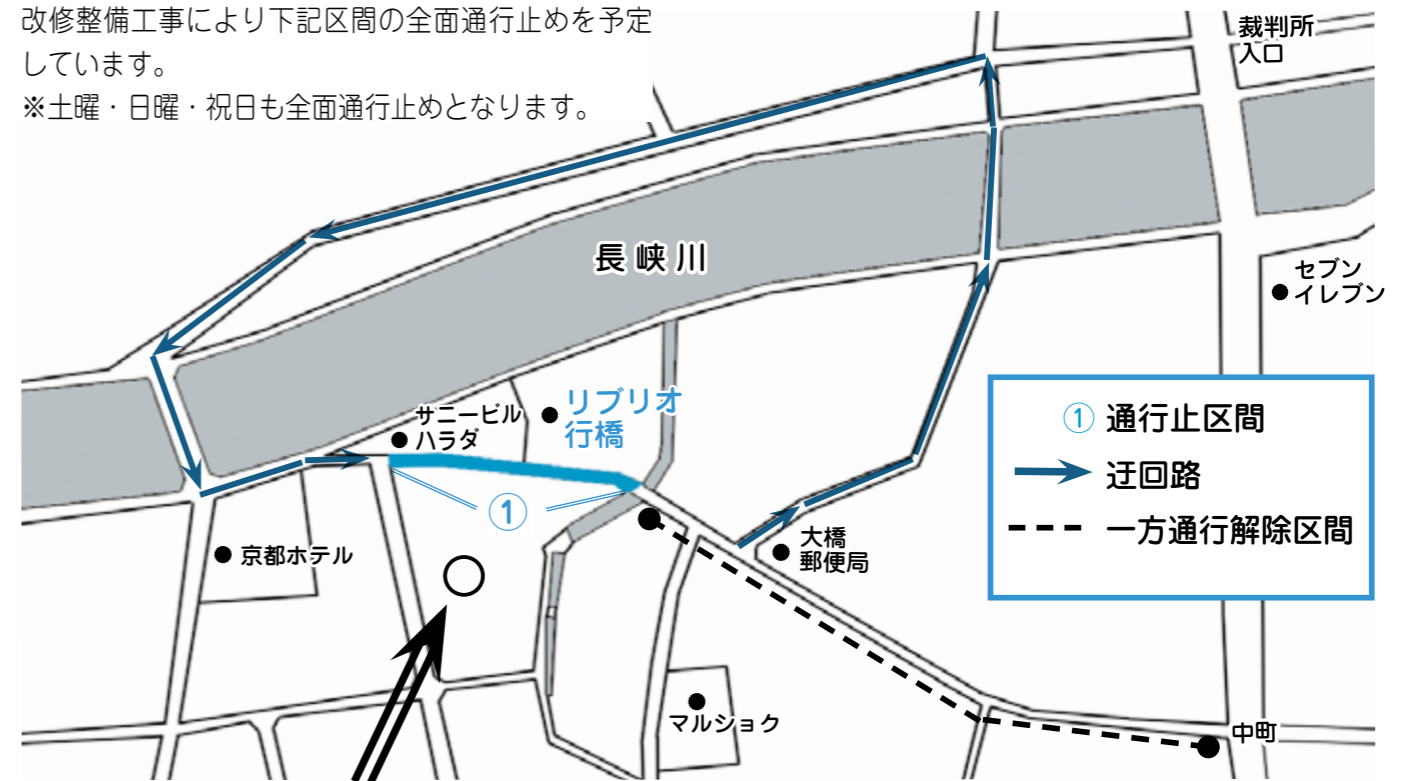 改修整備工事により下記区間の全面通行止めを予定
しています。
※土曜・日曜・祝日も全面通行止めとなります。
裁判所
入口
長峡川
セブン
イレブン
サニービル
ハラダ
リブリオ
行橋
①
京都ホテル
大橋
郵便局
マルショク
中町
① 通行止区間
迂回路
一方通行解除区間